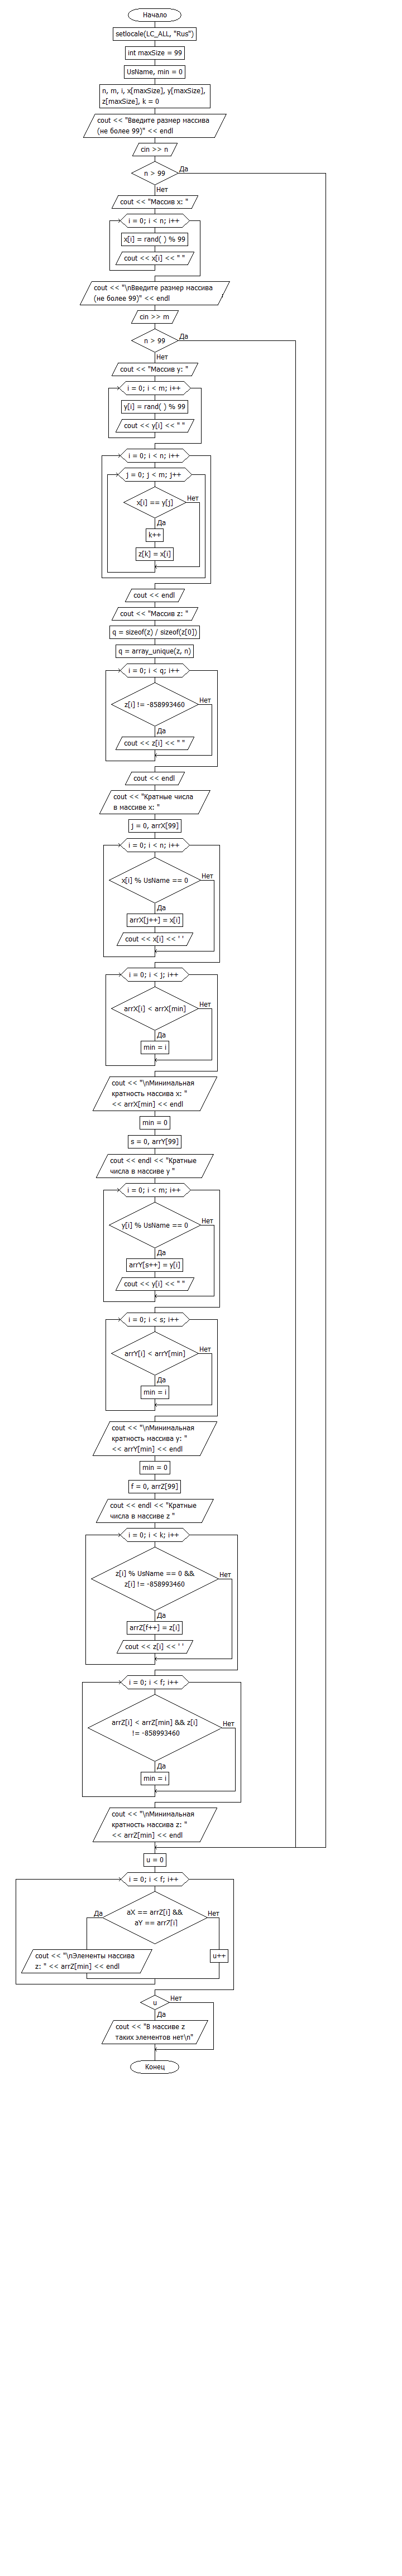 Начало
setlocale(LC_ALL, "Rus")
int maxSize = 99
UsName, min = 0
n, m, i, x[maxSize], y[maxSize],
z[maxSize], k = 0
cout << "Введите размер массива
(не более 99)" << endl
cin >> n
n > 99
Да
Нет
cout << "Массив x: "
i = 0; i < n; i++
x[i] = rand( ) % 99
cout << x[i] << " "
cout << "\nВведите размер массива
(не более 99)" << endl
cin >> m
n > 99
Да
Нет
cout << "Массив y: "
i = 0; i < m; i++
y[i] = rand( ) % 99
cout << y[i] << " "
i = 0; i < n; i++
j = 0; j < m; j++
x[i] == y[j]
Нет
Да
k++
z[k] = x[i]
cout << endl
cout << "Массив z: "
q = sizeof(z) / sizeof(z[0])
q = array_unique(z, n)
i = 0; i < q; i++
z[i] != -858993460
Нет
Да
cout << z[i] << " "
cout << endl
cout << "Кратные числа
в массиве x: "
j = 0, arrX[99]
i = 0; i < n; i++
x[i] % UsName == 0
Нет
Да
arrX[j++] = x[i]
cout << x[i] << ' '
i = 0; i < j; i++
arrX[i] < arrX[min]
Нет
Да
min = i
cout << "\nМинимальная
кратность массива x: "
<< arrX[min] << endl
min = 0
s = 0, arrY[99]
cout << endl << "Кратные
числа в массиве y "
i = 0; i < m; i++
y[i] % UsName == 0
Нет
Да
arrY[s++] = y[i]
cout << y[i] << " "
i = 0; i < s; i++
arrY[i] < arrY[min]
Нет
Да
min = i
cout << "\nМинимальная
кратность массива y: "
<< arrY[min] << endl
min = 0
f = 0, arrZ[99]
cout << endl << "Кратные
числа в массиве z "
i = 0; i < k; i++
z[i] % UsName == 0 &&
z[i] != -858993460
Нет
Да
arrZ[f++] = z[i]
cout << z[i] << ' '
i = 0; i < f; i++
arrZ[i] < arrZ[min] && z[i]
!= -858993460
Нет
Да
min = i
cout << "\nМинимальная
кратность массива z: "
<< arrZ[min] << endl
u = 0
i = 0; i < f; i++
aX == arrZ[i] &&
aY == arrZ[i]
Да
Нет
cout << "\nЭлементы массива
z: " << arrZ[min] << endl
u++
u
Нет
Да
cout << "В массиве z
таких элементов нет\n"
Конец